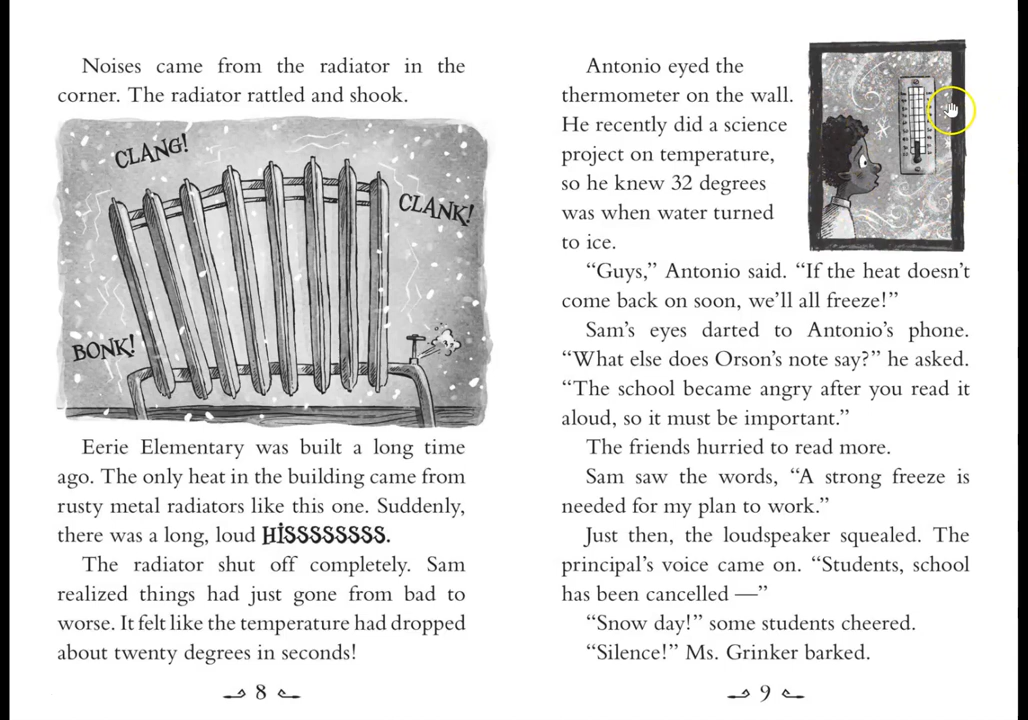 Noises came from the radiator in the
corner. The radiator rattled and shook.
CLANG!
CLANK!
BONK!
Eerie Elementary was built a long time
ago. The only heat in the building came from
rusty metal radiators like this one. Suddenly,
there was a long, loud HISSSSSSSS.
The radiator shut off completely. Sam
realized things had just gone from bad to
worse. It felt like the temperature had dropped
about twenty degrees in seconds!
8
Antonio eyed the
thermometer on the wall.
He recently did a science
project on temperature,
so he knew 32 degrees
was when water turned
to ice.
“Guys,” Antonio said. “If the heat doesn’t
come back on soon, we’ll all freeze!”
Sam’s eyes darted to Antonio’s phone.
“What else does Orson’s note say?” he asked.
“The school became angry after you read it
aloud, so it must be important.”
The friends hurried to read more.
Sam saw the words, “A strong freeze is
needed for my plan to work.”
Just then, the loudspeaker squealed. The
principal’s voice came on. “Students, school
has been cancelled —”
“Snow day!” some students cheered.
“Silence!” Ms. Grinker barked.
9